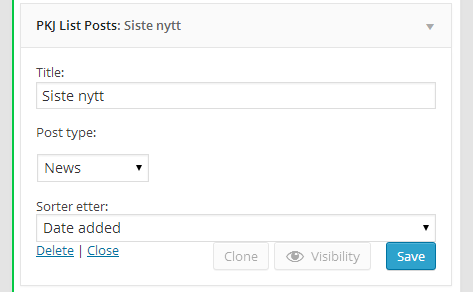 PKJ List Posts: Siste nytt
Title:
Siste nytt
Post type:
News
Sorter etter:
Date added
Delete | Close Clone Visibility Save